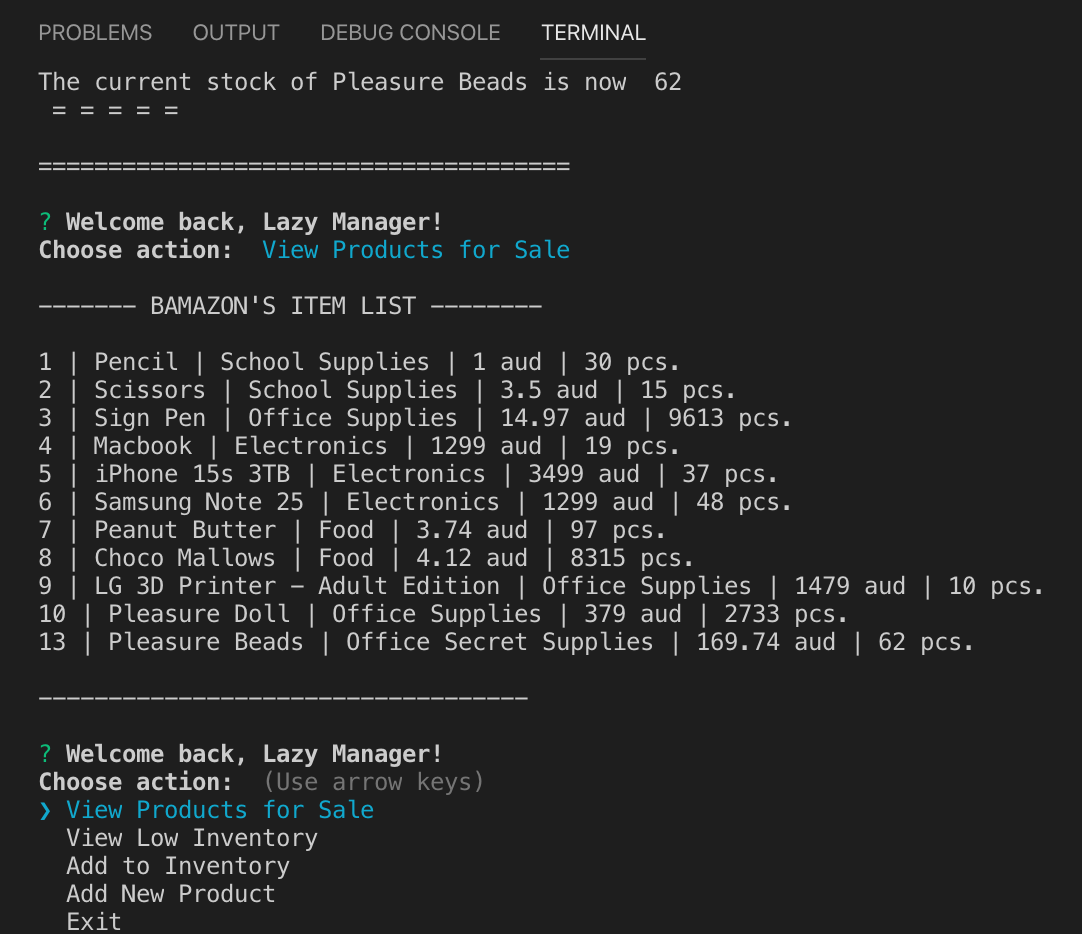 PROBLEMS OUTPUT DEBUG CONSOLE TERMINAL
The current stock of Pleasure Beads is now  62
 = = = = =
======================================
? Welcome back, Lazy Manager!
Choose action:  View Products for Sale
------- BAMAZON'S ITEM LIST --------
1 | Pencil | School Supplies | 1 aud | 30 pcs.
2 | Scissors | School Supplies | 3.5 aud | 15 pcs.
3 | Sign Pen | Office Supplies | 14.97 aud | 9613 pcs.
4 | Macbook | Electronics | 1299 aud | 19 pcs.
5 | iPhone 15s 3TB | Electronics | 3499 aud | 37 pcs.
6 | Samsung Note 25 | Electronics | 1299 aud | 48 pcs.
7 | Peanut Butter | Food | 3.74 aud | 97 pcs.
8 | Choco Mallows | Food | 4.12 aud | 8315 pcs.
9 | LG 3D Printer - Adult Edition | Office Supplies | 1479 aud | 10 pcs.
10 | Pleasure Doll | Office Supplies | 379 aud | 2733 pcs.
13 | Pleasure Beads | Office Secret Supplies | 169.74 aud | 62 pcs.
-----------------------------------
? Welcome back, Lazy Manager!
Choose action:  (Use arrow keys)
❯ View Products for Sale
  View Low Inventory
  Add to Inventory
  Add New Product
  Exit